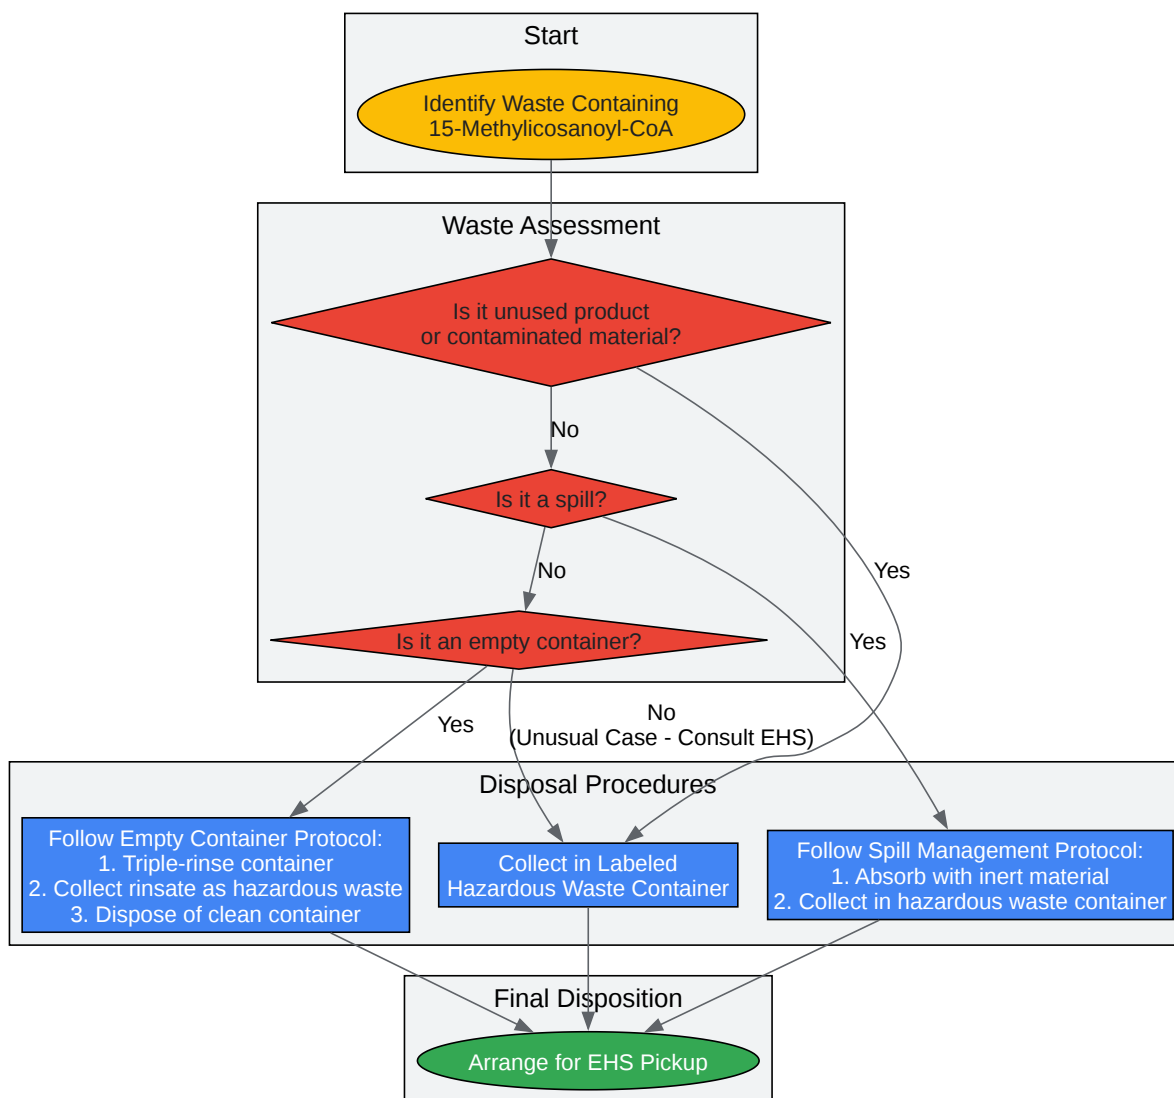 Start
Identify Waste Containing
15-Methylicosanoyl-CoA
Waste Assessment
Is it unused product
or contaminated material?
No
Is it a spill?
Yes
No
Is it an empty container?
Yes
Yes
No
(Unusual Case - Consult EHS)
Disposal Procedures
Follow Empty Container Protocol:
1. Triple-rinse container
2. Collect rinsate as hazardous waste
3. Dispose of clean container
Collect in Labeled
Hazardous Waste Container
Follow Spill Management Protocol:
1. Absorb with inert material
2. Collect in hazardous waste container
Final Disposition
Arrange for EHS Pickup